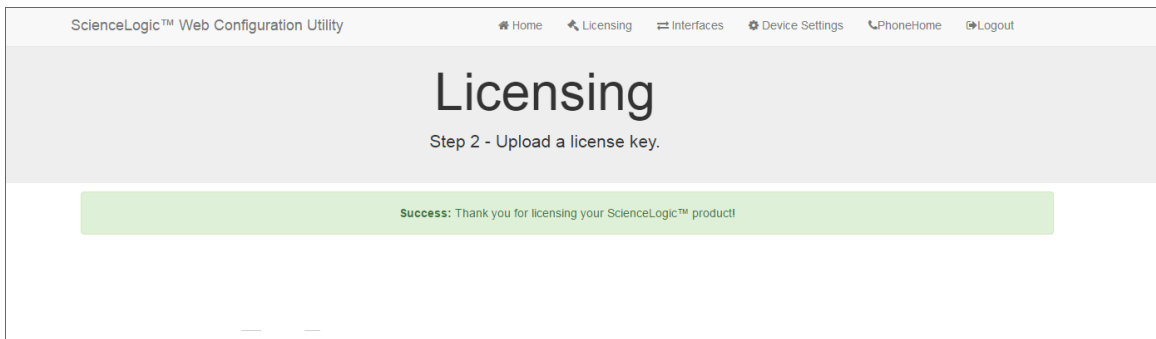 ScienceLogic™ Web Configuration Utility Home Licensing Interfaces Device Settings PhoneHome Logout
Licensing
Step 2 - Upload a license key.
Success: Thank you for licensing your ScienceLogic™ product!